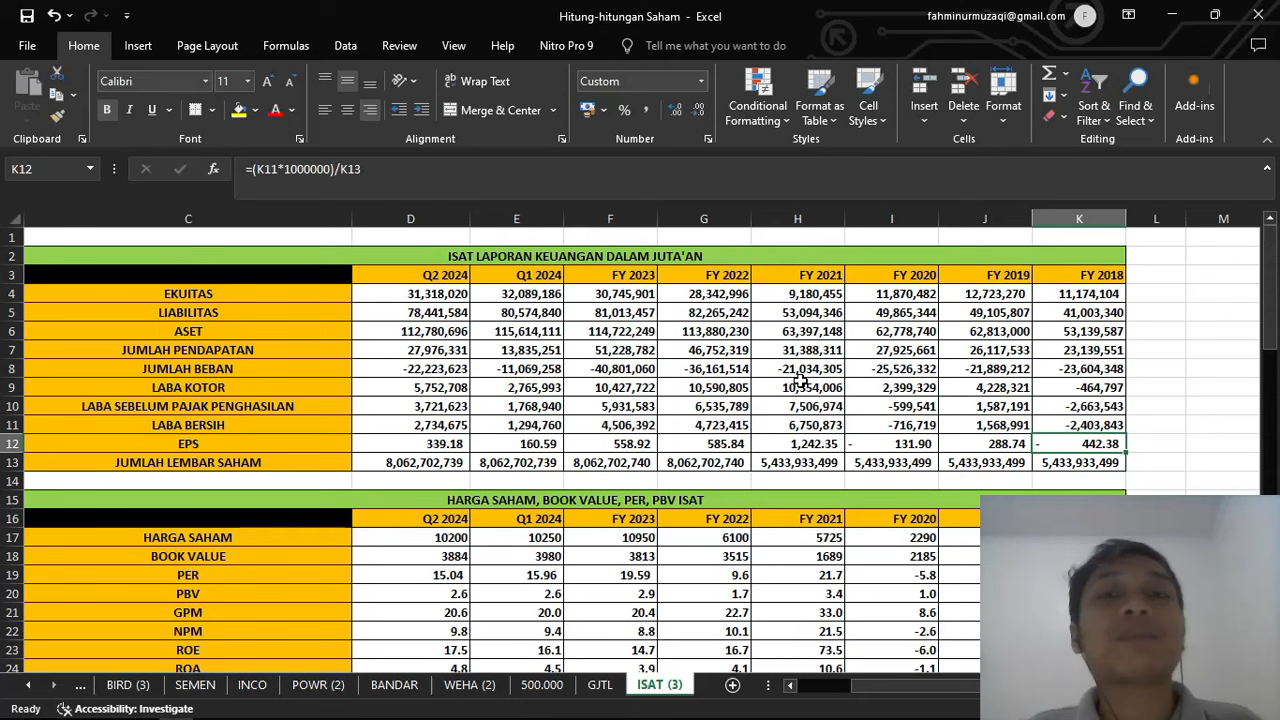 Hitung-hitungan Saham - Excel
fahminurmuzaqi@gmail.com F
File Home Insert Page Layout Formulas Data Review View Help Nitro Pro 9 Tell me what you want to do
Calibri 11 Wrap Text Custom
Paste B I U A Merge & Center % , Conditional Formatting Format as Table Cell Styles Insert Delete Format Sort & Filter Find & Select Add-ins
Clipboard Font Alignment Number Styles Cells Editing Add-ins
K12 fx =(K11*1000000)/K13
C D E F G H I J K L M
1
2 ISAT LAPORAN KEUANGAN DALAM JUTA'AN
3 Q2 2024 Q1 2024 FY 2023 FY 2022 FY 2021 FY 2020 FY 2019 FY 2018
4 EKUITAS 31,318,020 32,089,186 30,745,901 28,342,996 9,180,455 11,870,482 12,723,270 11,174,104
5 LIABILITAS 78,441,584 80,574,840 81,013,457 82,265,242 53,094,346 49,865,344 49,105,807 41,003,340
6 ASET 112,780,696 115,614,111 114,722,249 113,880,230 63,397,148 62,778,740 62,813,000 53,139,587
7 JUMLAH PENDAPATAN 27,976,331 13,835,251 51,228,782 46,752,319 31,388,311 27,925,661 26,117,533 23,139,551
8 JUMLAH BEBAN -22,223,623 -11,069,258 -40,801,060 -36,161,514 -21,034,305 -25,526,332 -21,889,212 -23,604,348
9 LABA KOTOR 5,752,708 2,765,993 10,427,722 10,590,805 10,354,006 2,399,329 4,228,321 -464,797
10 LABA SEBELUM PAJAK PENGHASILAN 3,721,623 1,768,940 5,931,583 6,535,789 7,506,974 -599,541 1,587,191 -2,663,543
11 LABA BERSIH 2,734,675 1,294,760 4,506,392 4,723,415 6,750,873 -716,719 1,568,991 -2,403,843
12 EPS 339.18 160.59 558.92 585.84 1,242.35 - 131.90 288.74 - 442.38
13 JUMLAH LEMBAR SAHAM 8,062,702,739 8,062,702,739 8,062,702,740 8,062,702,740 5,433,933,499 5,433,933,499 5,433,933,499 5,433,933,499
14
15 HARGA SAHAM, BOOK VALUE, PER, PBV ISAT
16 Q2 2024 Q1 2024 FY 2023 FY 2022 FY 2021 FY 2020
17 HARGA SAHAM 10200 10250 10950 6100 5725 2290
18 BOOK VALUE 3884 3980 3813 3515 1689 2185
19 PER 15.04 15.96 19.59 9.6 21.7 -5.8
20 PBV 2.6 2.6 2.9 1.7 3.4 1.0
21 GPM 20.6 20.0 20.4 22.7 33.0 8.6
22 NPM 9.8 9.4 8.8 10.1 21.5 -2.6
23 ROE 17.5 16.1 14.7 16.7 73.5 -6.0
24 ROA 4.8 4.5 3.9 4.1 10.6 -1.1
... BIRD (3) SEMEN INCO POWR (2) BANDAR WEHA (2) 500.000 GJTL ISAT (3)
Ready Accessibility: Investigate